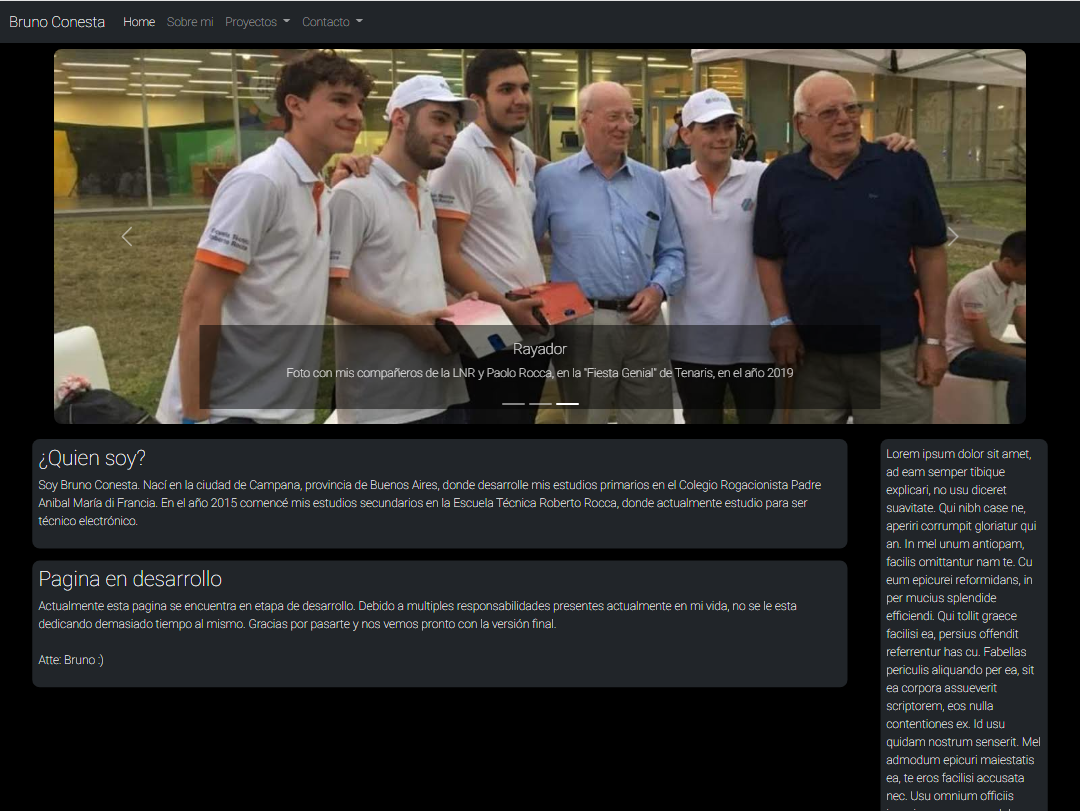 Bruno Conesta Home Sobre mi Proyectos Contacto
Rayador
Foto con mis compañeros de la LNR y Paolo Rocca, en la "Fiesta Genial" de Tenaris, en el año 2019
¿Quien soy?
Soy Bruno Conesta. Nací en la ciudad de Campana, provincia de Buenos Aires, donde desarrolle mis estudios primarios en el Colegio Rogacionista Padre
Anibal María di Francia. En el año 2015 comencé mis estudios secundarios en la Escuela Técnica Roberto Rocca, donde actualmente estudio para ser
técnico electrónico.
Pagina en desarrollo
Actualmente esta pagina se encuentra en etapa de desarrollo. Debido a multiples responsabilidades presentes actualmente en mi vida, no se le esta
dedicando demasiado tiempo al mismo. Gracias por pasarte y nos vemos pronto con la versión final.
Atte: Bruno :)
Lorem ipsum dolor sit amet,
ad eam semper tibique
explicari, no usu diceret
suavitate. Qui nibh case ne,
aperiri corrumpit gloriatur qui
an. In mel unum antiopam,
facilis omittantur nam te. Cu
eum epicurei reformidans, in
per mucius splendide
efficiendi. Qui tollit graece
facilisi ea, persius offendit
referrentur has cu. Fabellas
periculis aliquando per ea, sit
ea corpora assueverit
scriptorem, eos nulla
contentiones ex. Id usu
quidam nostrum senserit. Mel
admodum epicuri maiestatis
ea, te eros facilisi accusata
nec. Usu omnium officiis